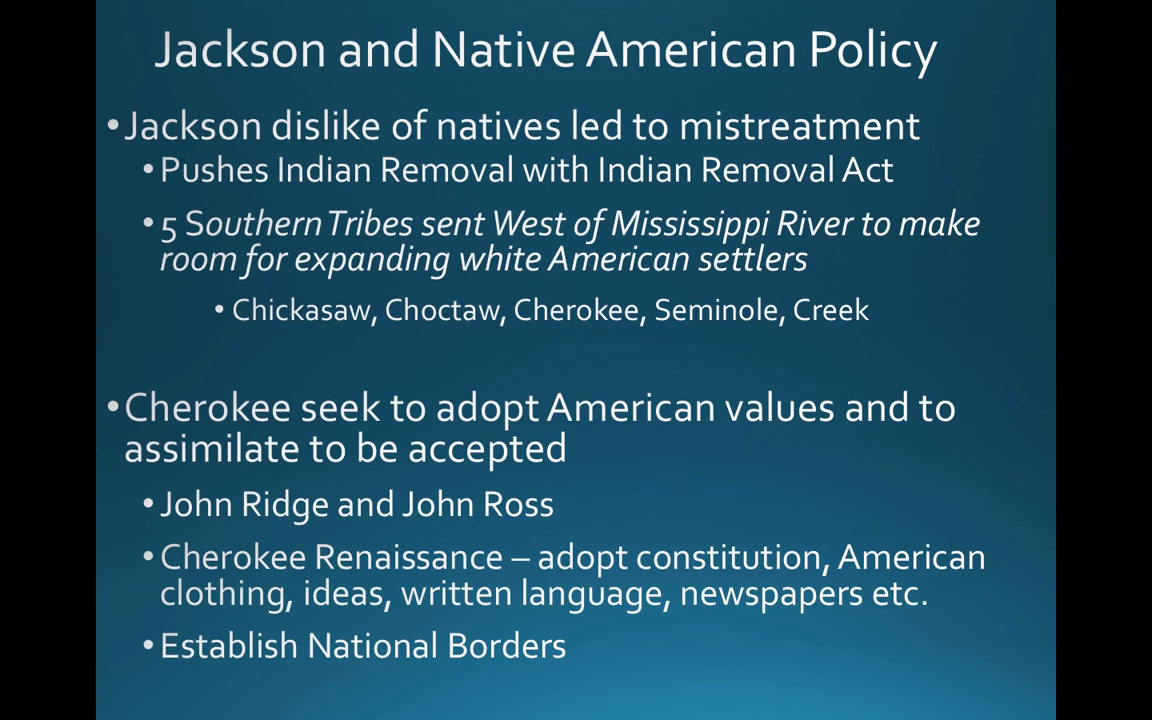 Jackson and Native American Policy
•Jackson dislike of natives led to mistreatment
•Pushes Indian Removal with Indian Removal Act
•5 Southern Tribes sent West of Mississippi River to make
room for expanding white American settlers
•Chickasaw, Choctaw, Cherokee, Seminole, Creek
•Cherokee seek to adopt American values and to
assimilate to be accepted
•John Ridge and John Ross
•Cherokee Renaissance – adopt constitution, American
clothing, ideas, written language, newspapers etc.
•Establish National Borders